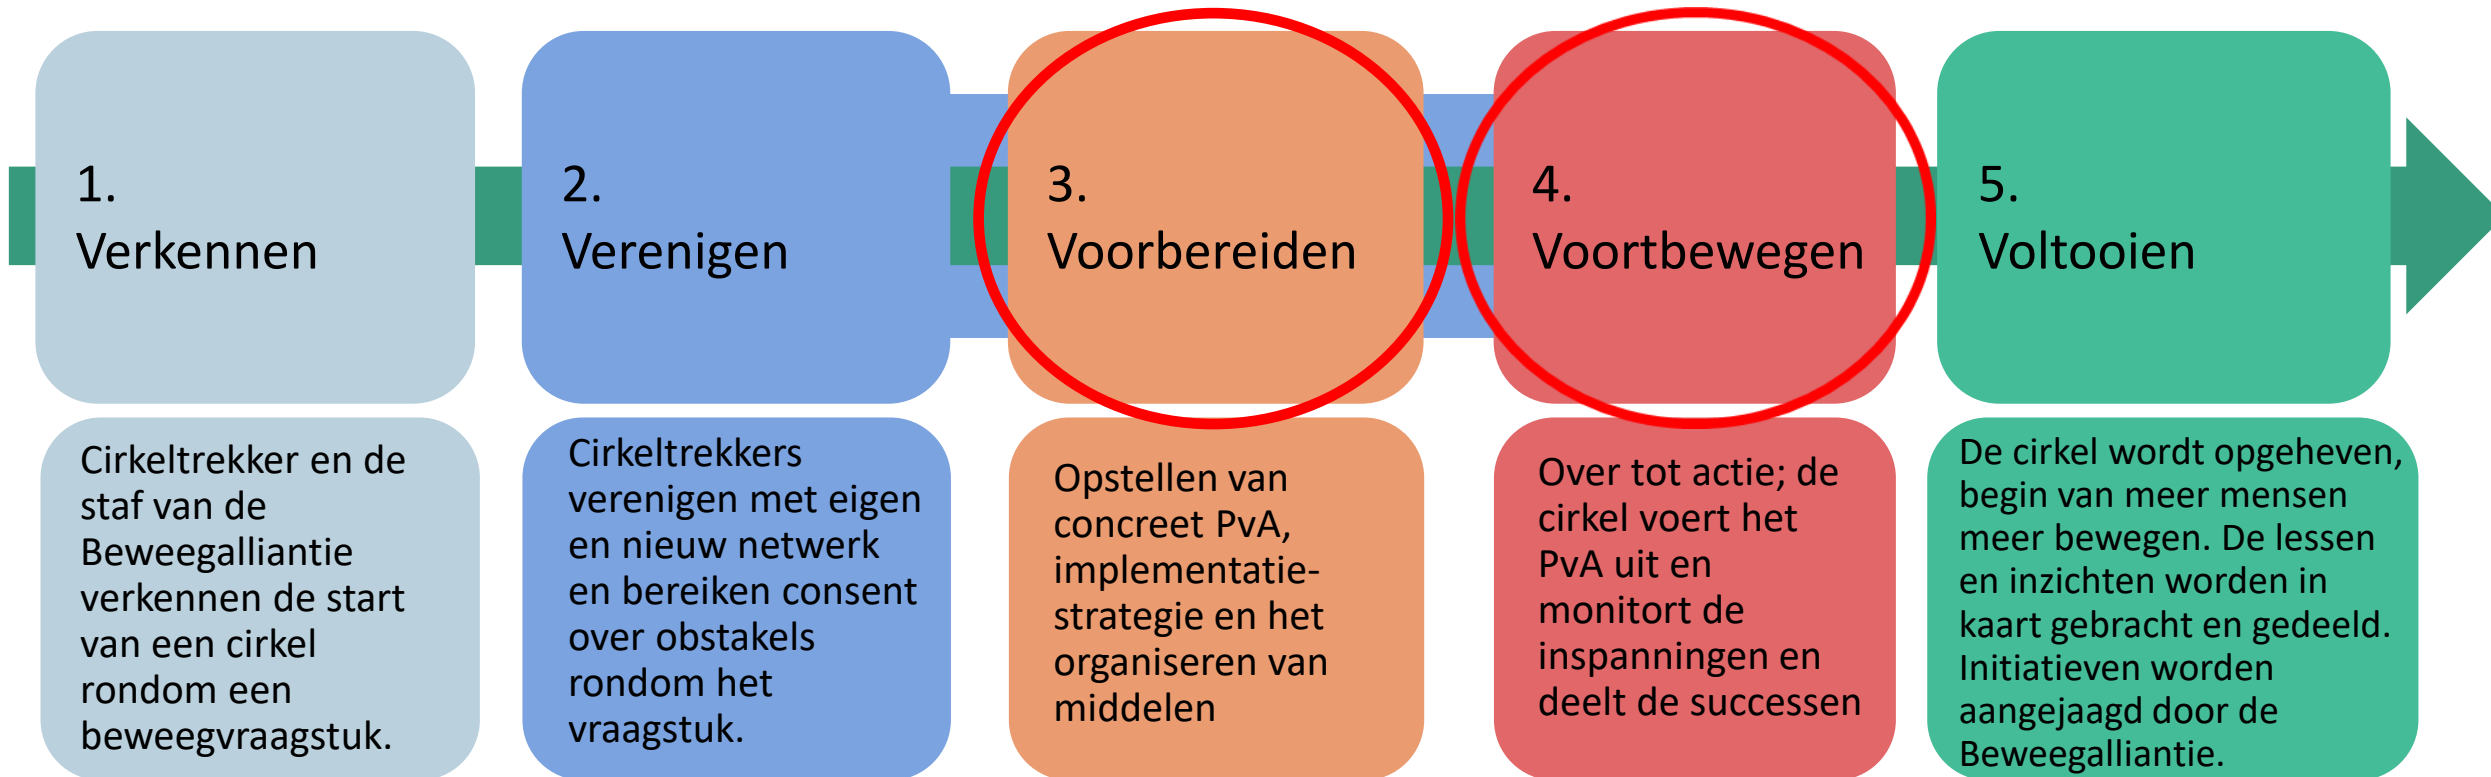 1.
Verkennen
2.
Verenigen
3.
Voorbereiden
4.
Voortbewegen
5.
Voltooien
Cirkeltrekker en de
staf van de
Beweegalliantie
verkennen de start
van een cirkel
rondom een
beweegvraagstuk.
Cirkeltrekkers
verenigen met eigen
en nieuw netwerk
en bereiken consent
over obstakels
rondom het
vraagstuk.
Opstellen van
concreet PvA,
implementatie-
strategie en het
organiseren van
middelen
Over tot actie; de
cirkel voert het
PvA uit en
monitort de
inspanningen en
deelt de successen
De cirkel wordt opgeheven,
begin van meer mensen
meer bewegen. De lessen
en inzichten worden in
kaart gebracht en gedeeld.
Initiatieven worden
aangejaagd door de
Beweegalliantie.